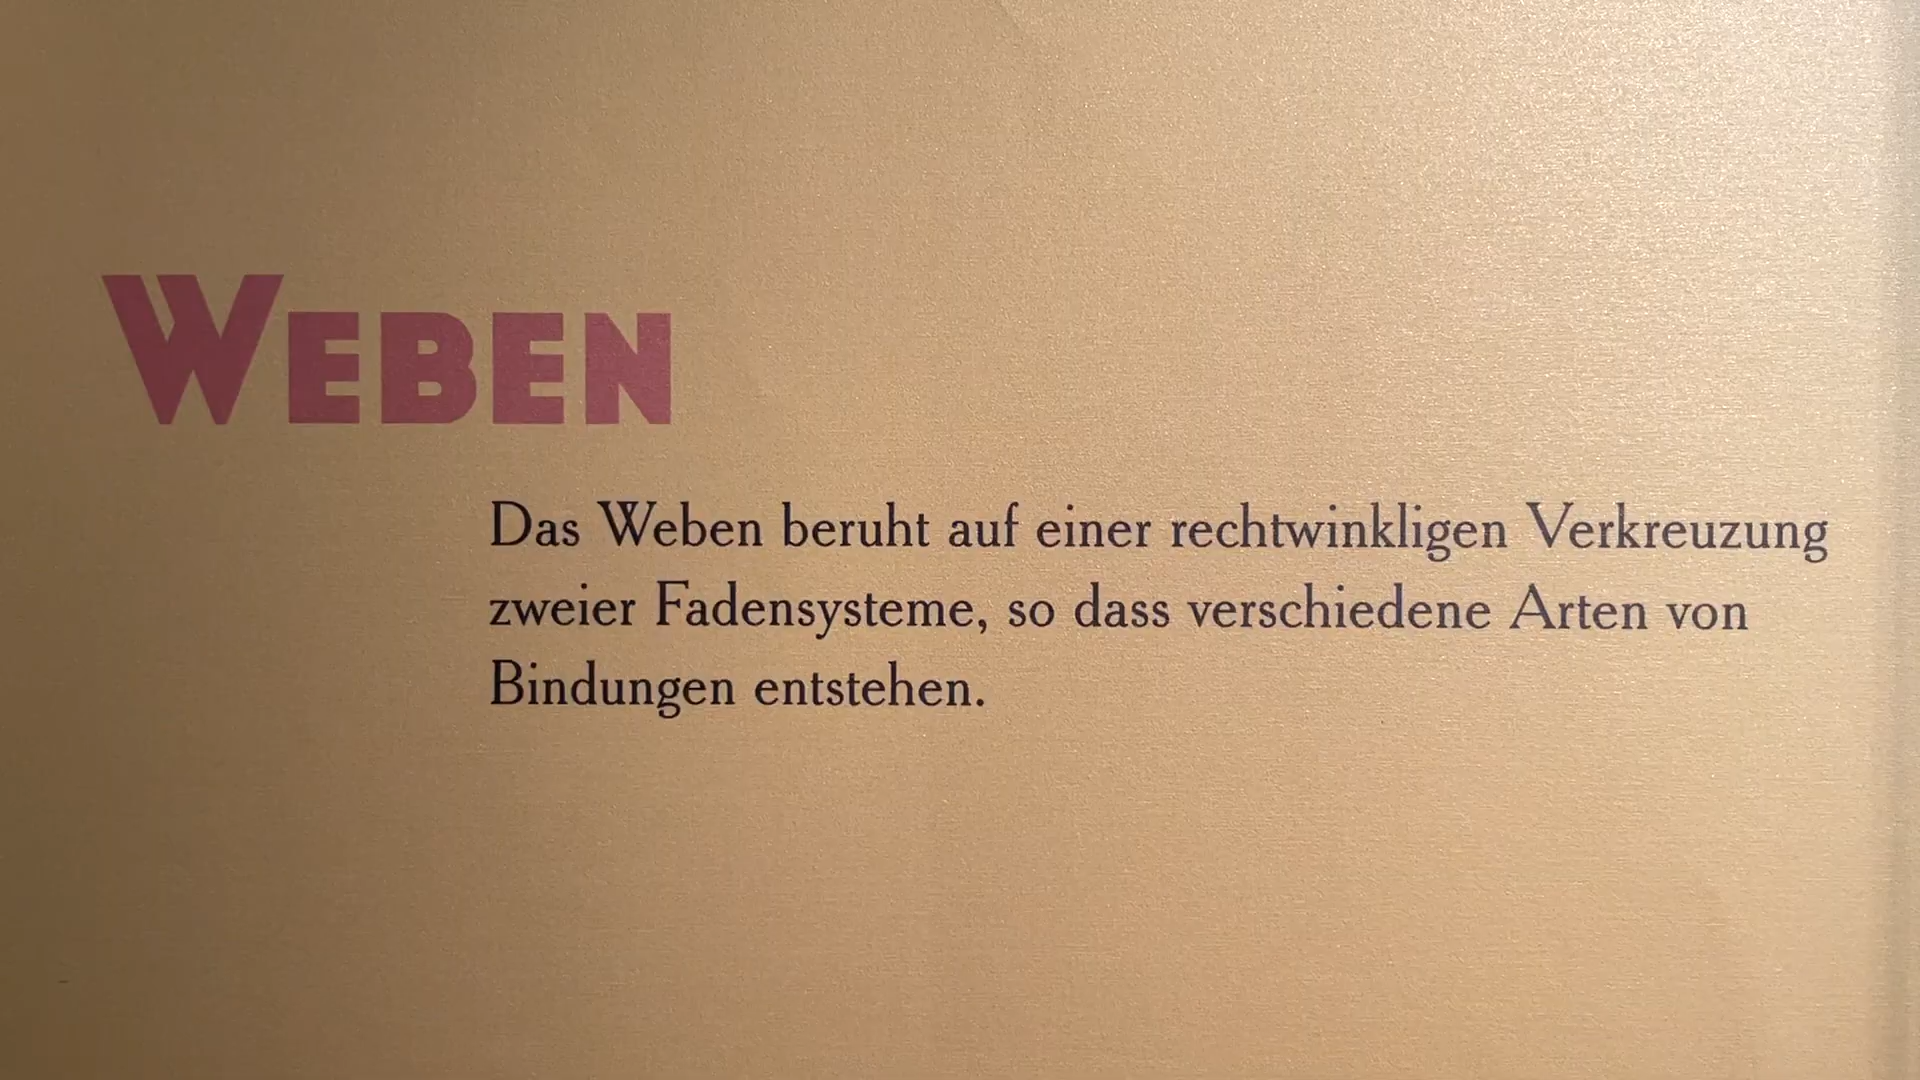 WEBEN
Das Weben beruht auf einer rechtwinkligen Verkreuzung
zweier Fadensysteme, so dass verschiedene Arten von
Bindungen entstehen.